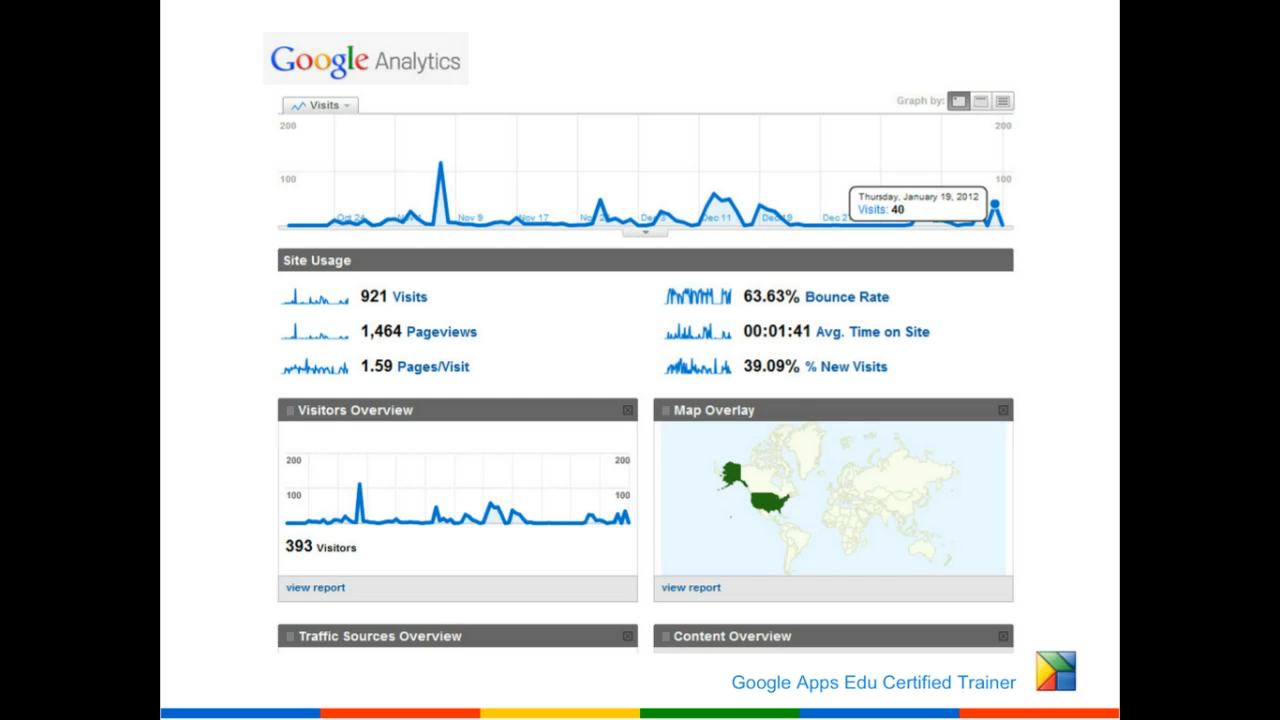 Google Analytics
Visits
Graph by:
200 200
100 100
Thursday, January 19, 2012
Visits: 40
Oct 24 Nov 9 Nov 17 Dec 11
Site Usage
921 Visits 63.63% Bounce Rate
1,464 Pageviews 00:01:41 Avg. Time on Site
1.59 Pages/Visit 39.09% % New Visits
Visitors Overview Map Overlay
200 200
100 100
393 Visitors
view report view report
Traffic Sources Overview Content Overview
Google Apps Edu Certified Trainer